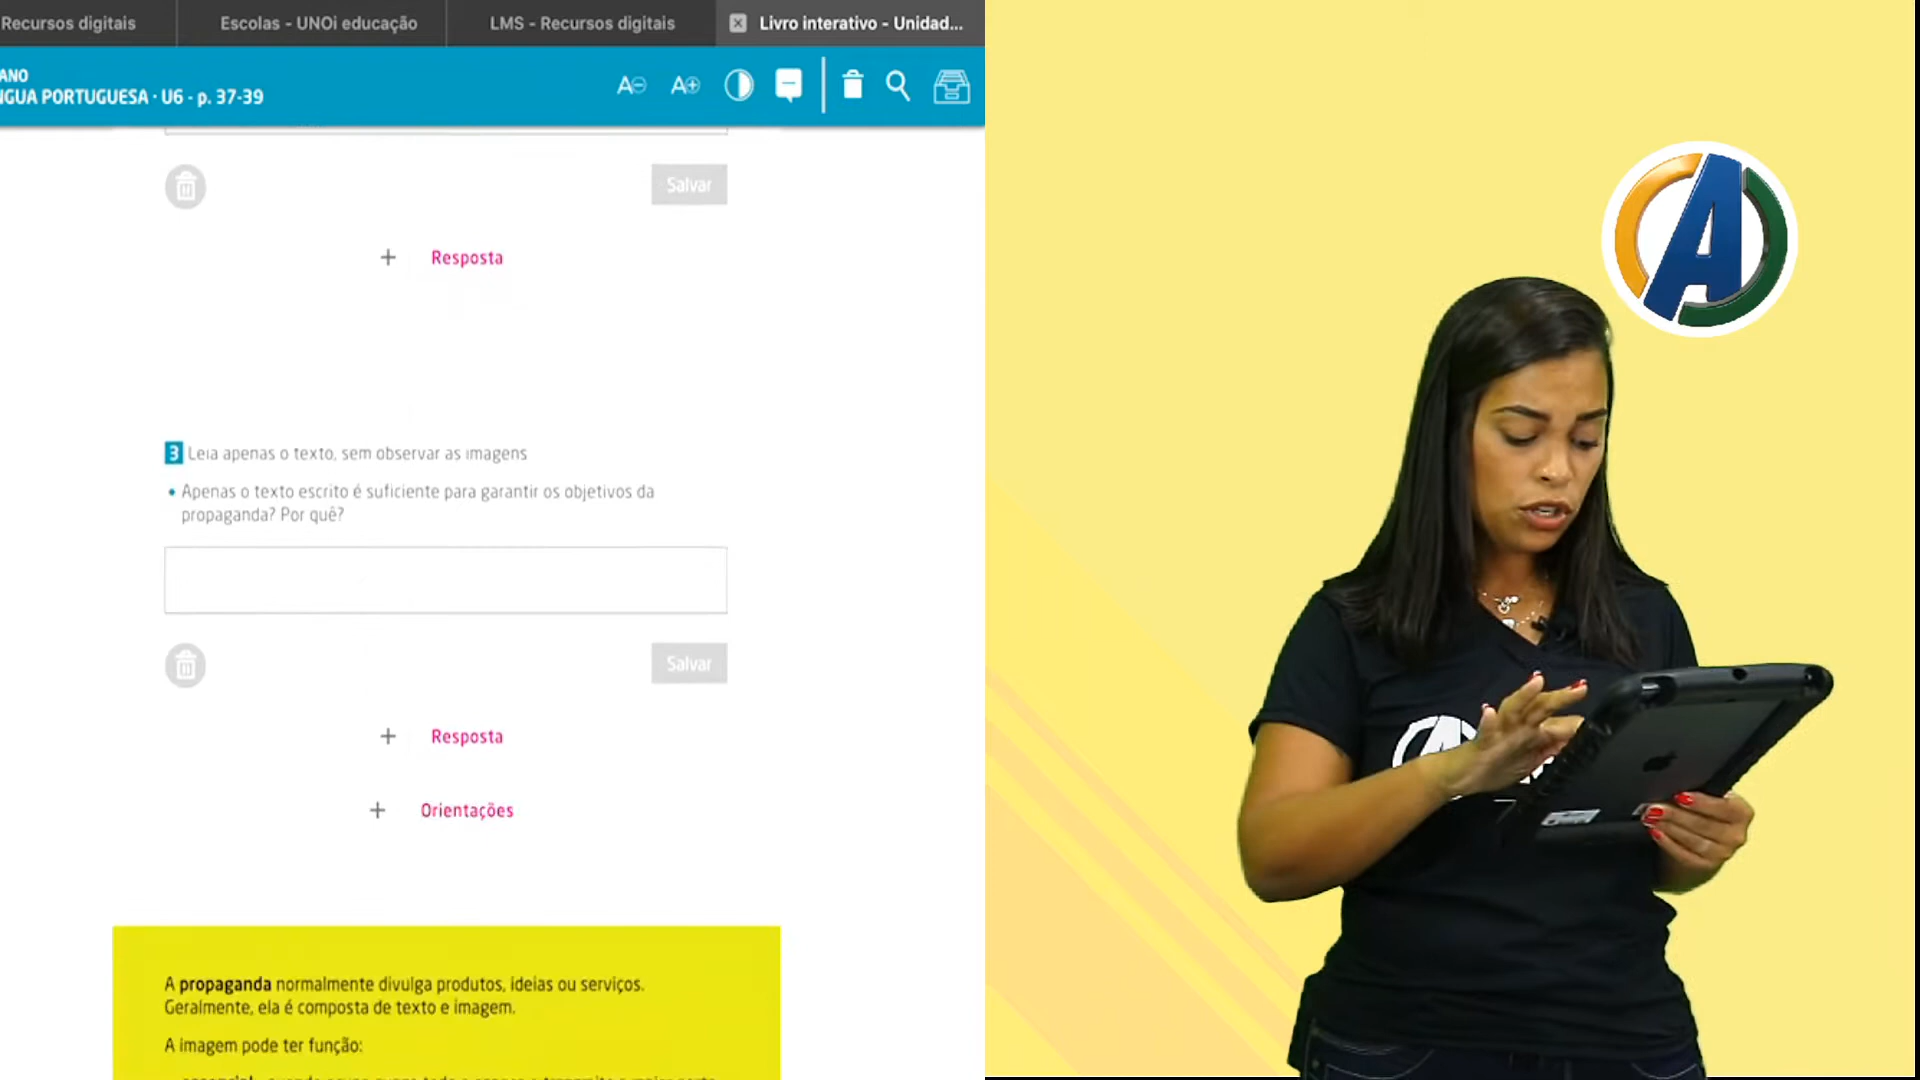 Recursos digitais
Escolas - UNOi educação
LMS - Recursos digitais
Livro interativo - Unidad...
ANO
NGUA PORTUGUESA · U6 - p. 37-39
Salvar
+ Resposta
3 Leia apenas o texto, sem observar as imagens
• Apenas o texto escrito é suficiente para garantir os objetivos da
propaganda? Por quê?
Salvar
+ Resposta
+ Orientações
A propaganda normalmente divulga produtos, ideias ou serviços.
Geralmente, ela é composta de texto e imagem.
A imagem pode ter função:
A